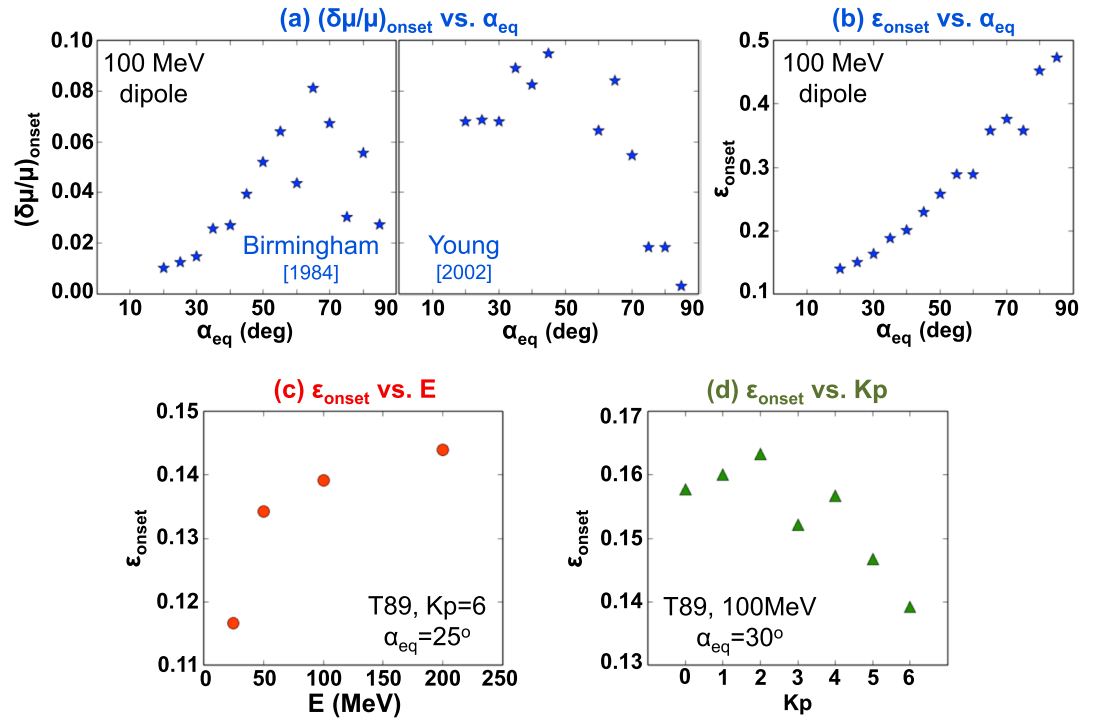 (a) (δμ/μ)onset vs. αeq
(b) εonset vs. αeq
0.10
0.08
0.06
0.04
0.02
0.00
(δμ/μ)onset
100 MeV
dipole
Birmingham
[1984]
10 30 50 70 90
αeq (deg)
Young
[2002]
10 30 50 70 90
αeq (deg)
0.5
0.4
0.3
0.2
0.1
εonset
100 MeV
dipole
10 30 50 70 90
αeq (deg)
(c) εonset vs. E
0.15
0.14
0.13
0.12
0.11
εonset
T89, Kp=6
αeq=25o
0 50 100 150 200 250
E (MeV)
(d) εonset vs. Kp
0.17
0.16
0.15
0.14
0.13
εonset
T89, 100MeV
αeq=30o
0 1 2 3 4 5 6
Kp